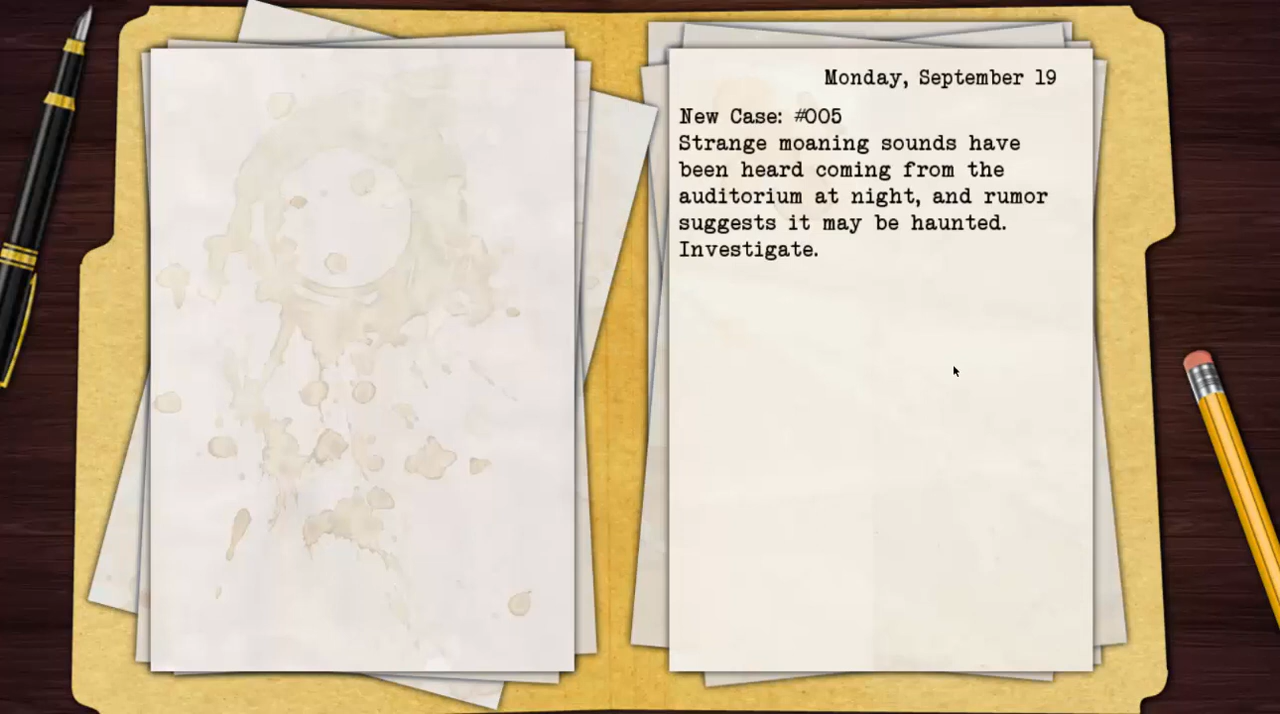 Monday, September 19
New Case: #005
Strange moaning sounds have
been heard coming from the
auditorium at night, and rumor
suggests it may be haunted.
Investigate.